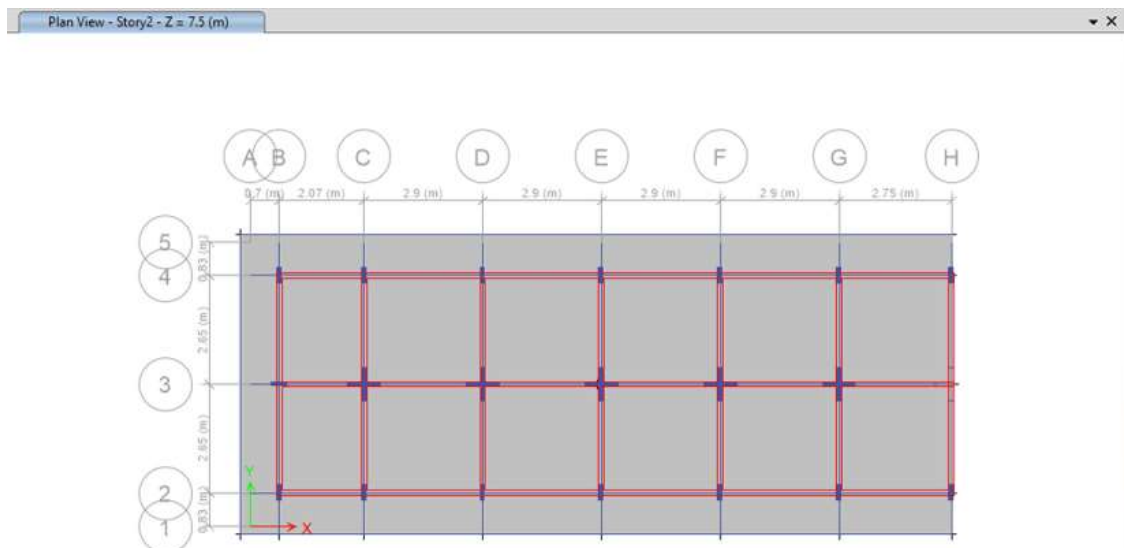 Plan View - Story2 - Z = 7.5 (m)
A B C D E F G H
0.7 (m) 2.07 (m) 2.9 (m) 2.9 (m) 2.9 (m) 2.9 (m) 2.75 (m)
5
0.83 (m)
4
2.65 (m)
3
2.65 (m)
2
0.83 (m)
1
Y
X